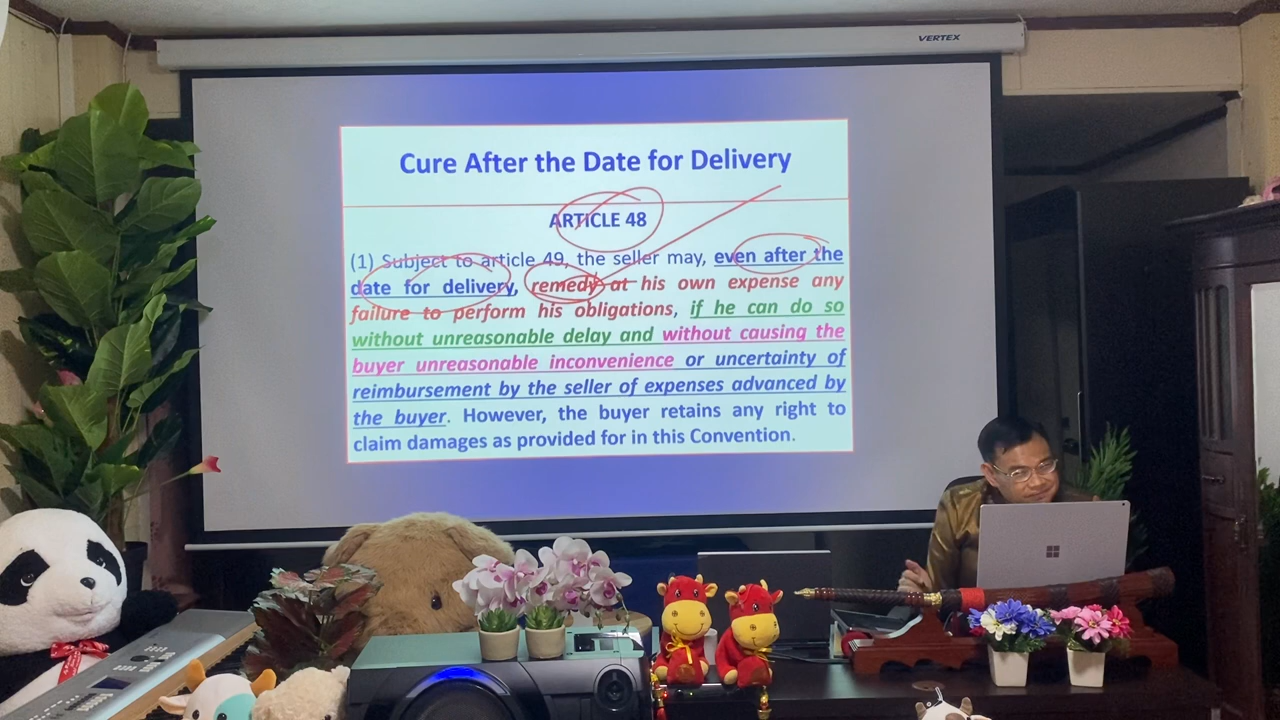 VERTEX
Cure After the Date for Delivery
ARTICLE 48
(1) Subject to article 49, the seller may, even after the
date for delivery, remedy at his own expense any
failure to perform his obligations, if he can do so
without unreasonable delay and without causing the
buyer unreasonable inconvenience or uncertainty of
reimbursement by the seller of expenses advanced by
the buyer. However, the buyer retains any right to
claim damages as provided for in this Convention.